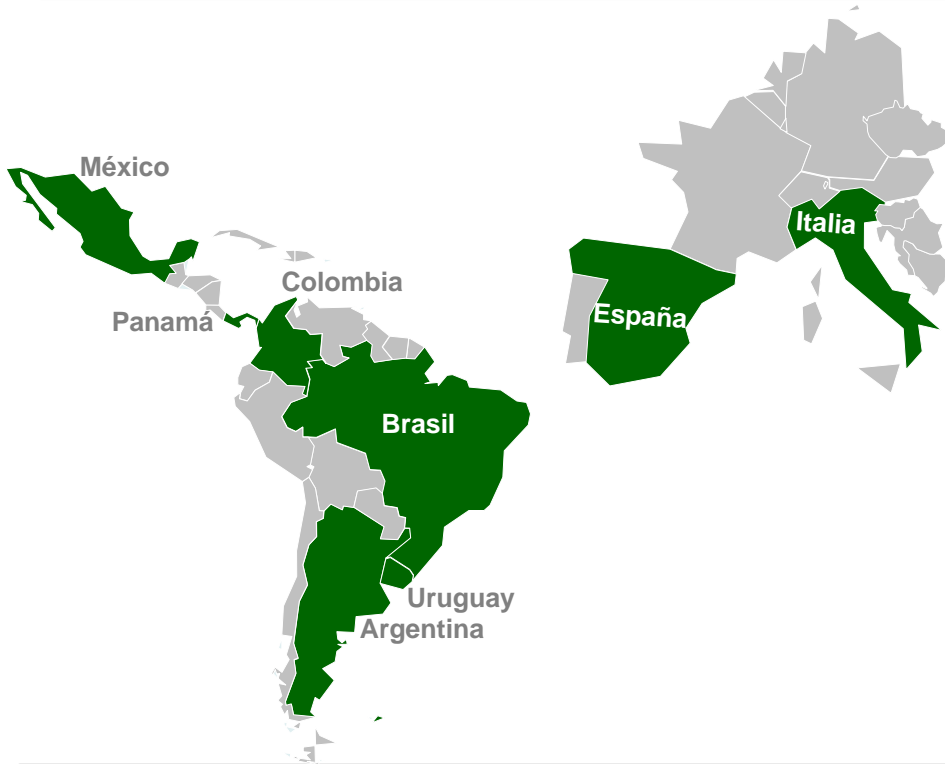 México
Italia
Colombia
España
Panamá
Brasil
Uruguay
Argentina